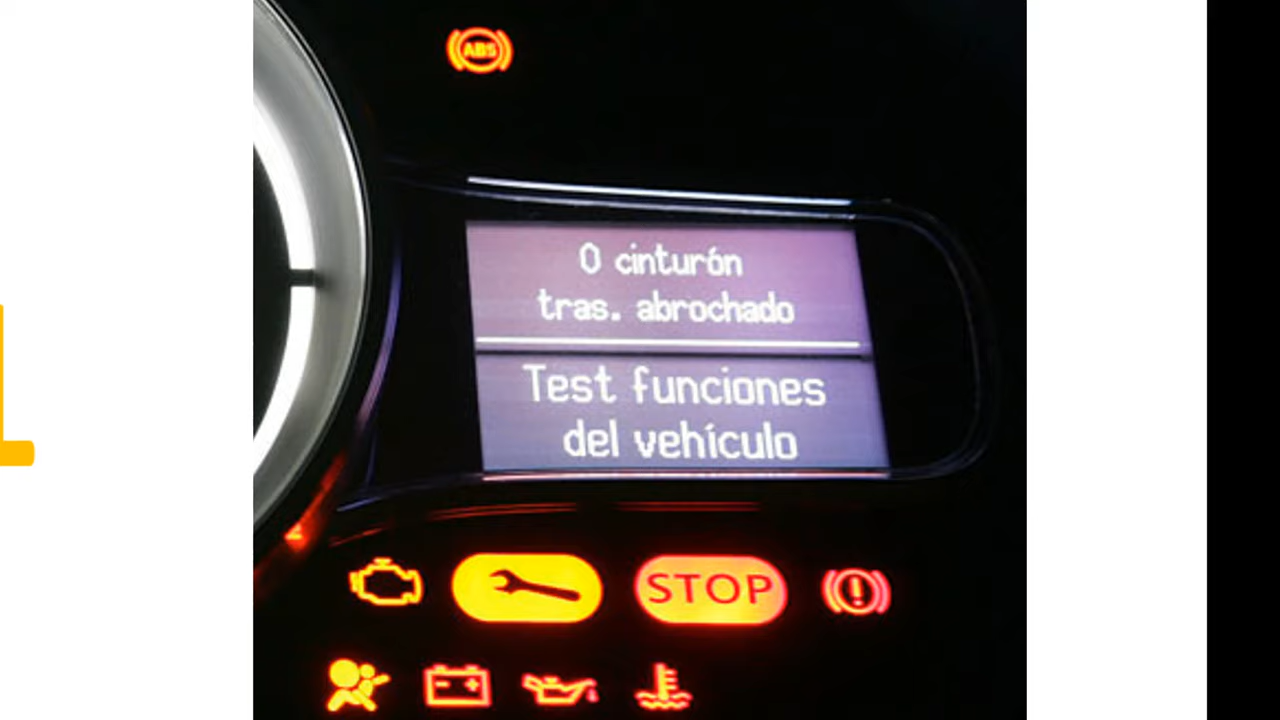 ABS
0 cinturón
tras. abrochado
Test funciones
del vehículo
STOP